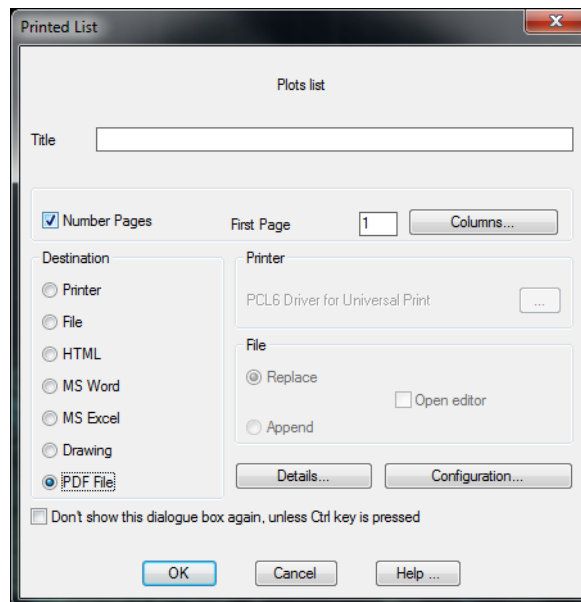 Printed List
Plots list
Title
Number Pages First Page 1 Columns...
Destination
Printer
File
HTML
MS Word
MS Excel
Drawing
PDF File
Printer
PCL6 Driver for Universal Print ...
File
Replace
Open editor
Append
Details... Configuration...
Don't show this dialogue box again, unless Ctrl key is pressed
OK Cancel Help ...